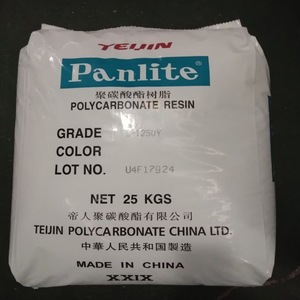 TEIJIN
Panlite®
聚碳酸酯树脂
POLYCARBONATE RESIN
GRADE
COLOR
LOT NO. U4F17924
NET 25 KGS
帝人聚碳酸酯有限公司
TEIJIN POLYCARBONATE CHINA LTD.
中華人民共和国製造
MADE IN CHINA
XXIX